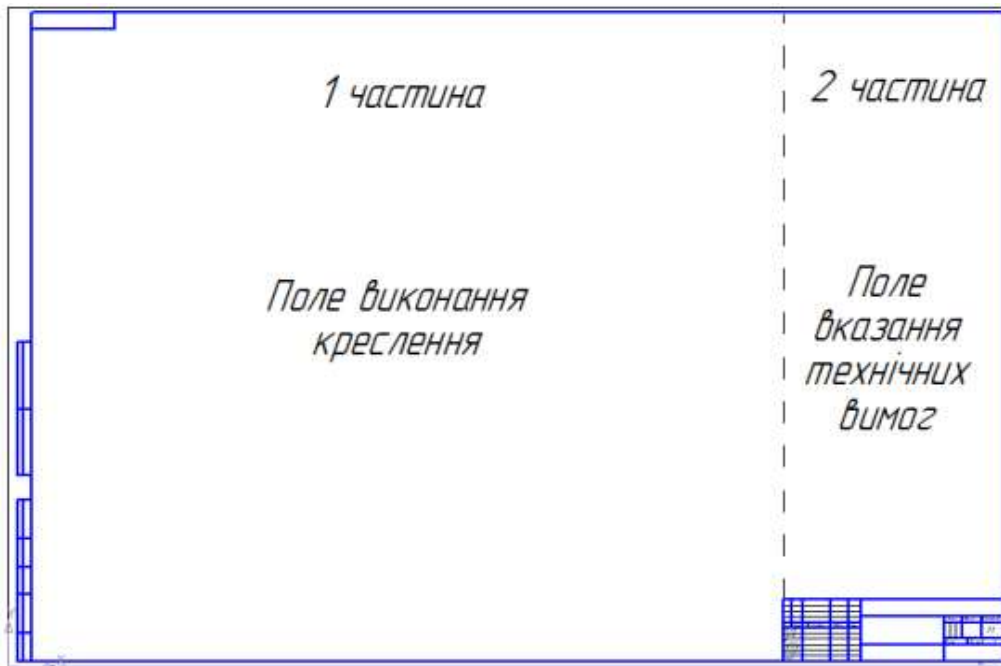 1 частина
2 частина
Поле виконання
креслення
Поле
вказання
технічних
вимог